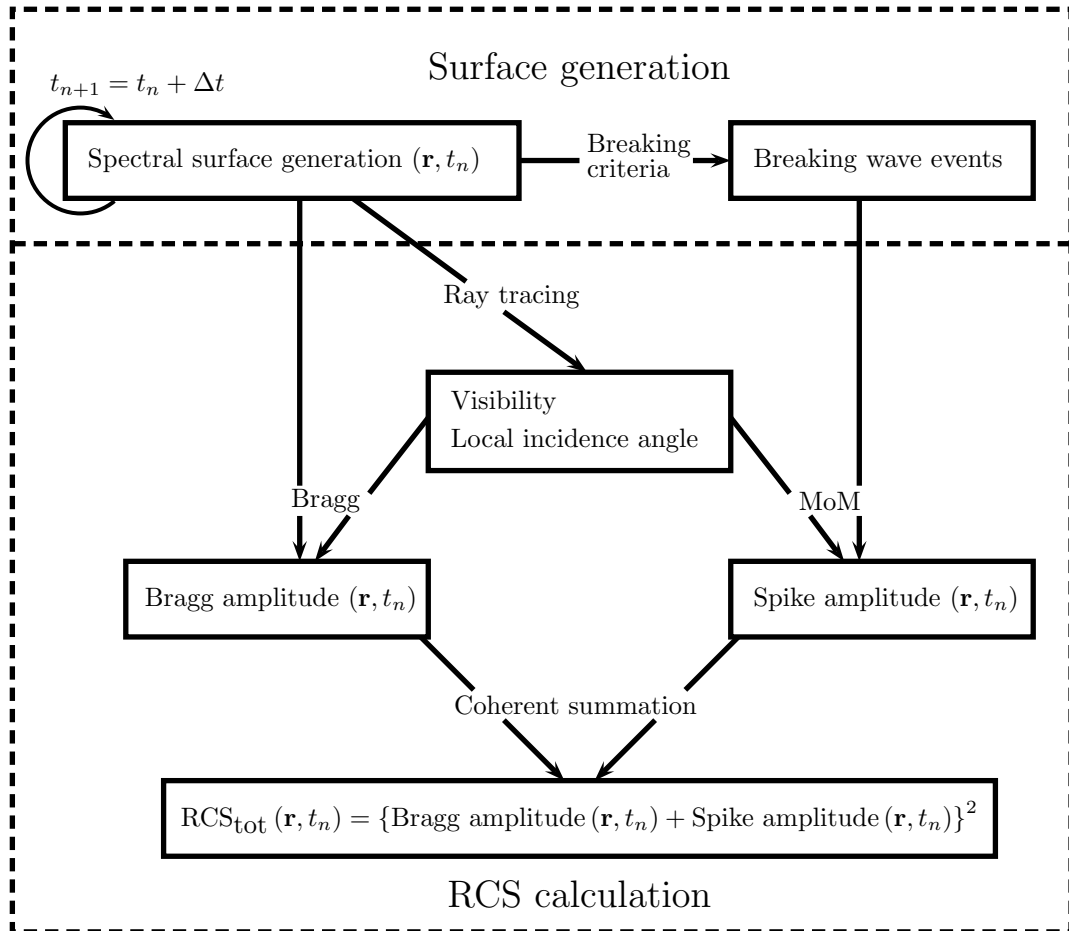 Surface generation
t_{n+1} = t_n + Δt
Spectral surface generation (r, t_n)
Breaking
criteria
Breaking wave events
Ray tracing
Visibility
Local incidence angle
Bragg
MoM
Bragg amplitude (r, t_n)
Spike amplitude (r, t_n)
Coherent summation
RCS_tot (r, t_n) = {Bragg amplitude (r, t_n) + Spike amplitude (r, t_n)}^2
RCS calculation